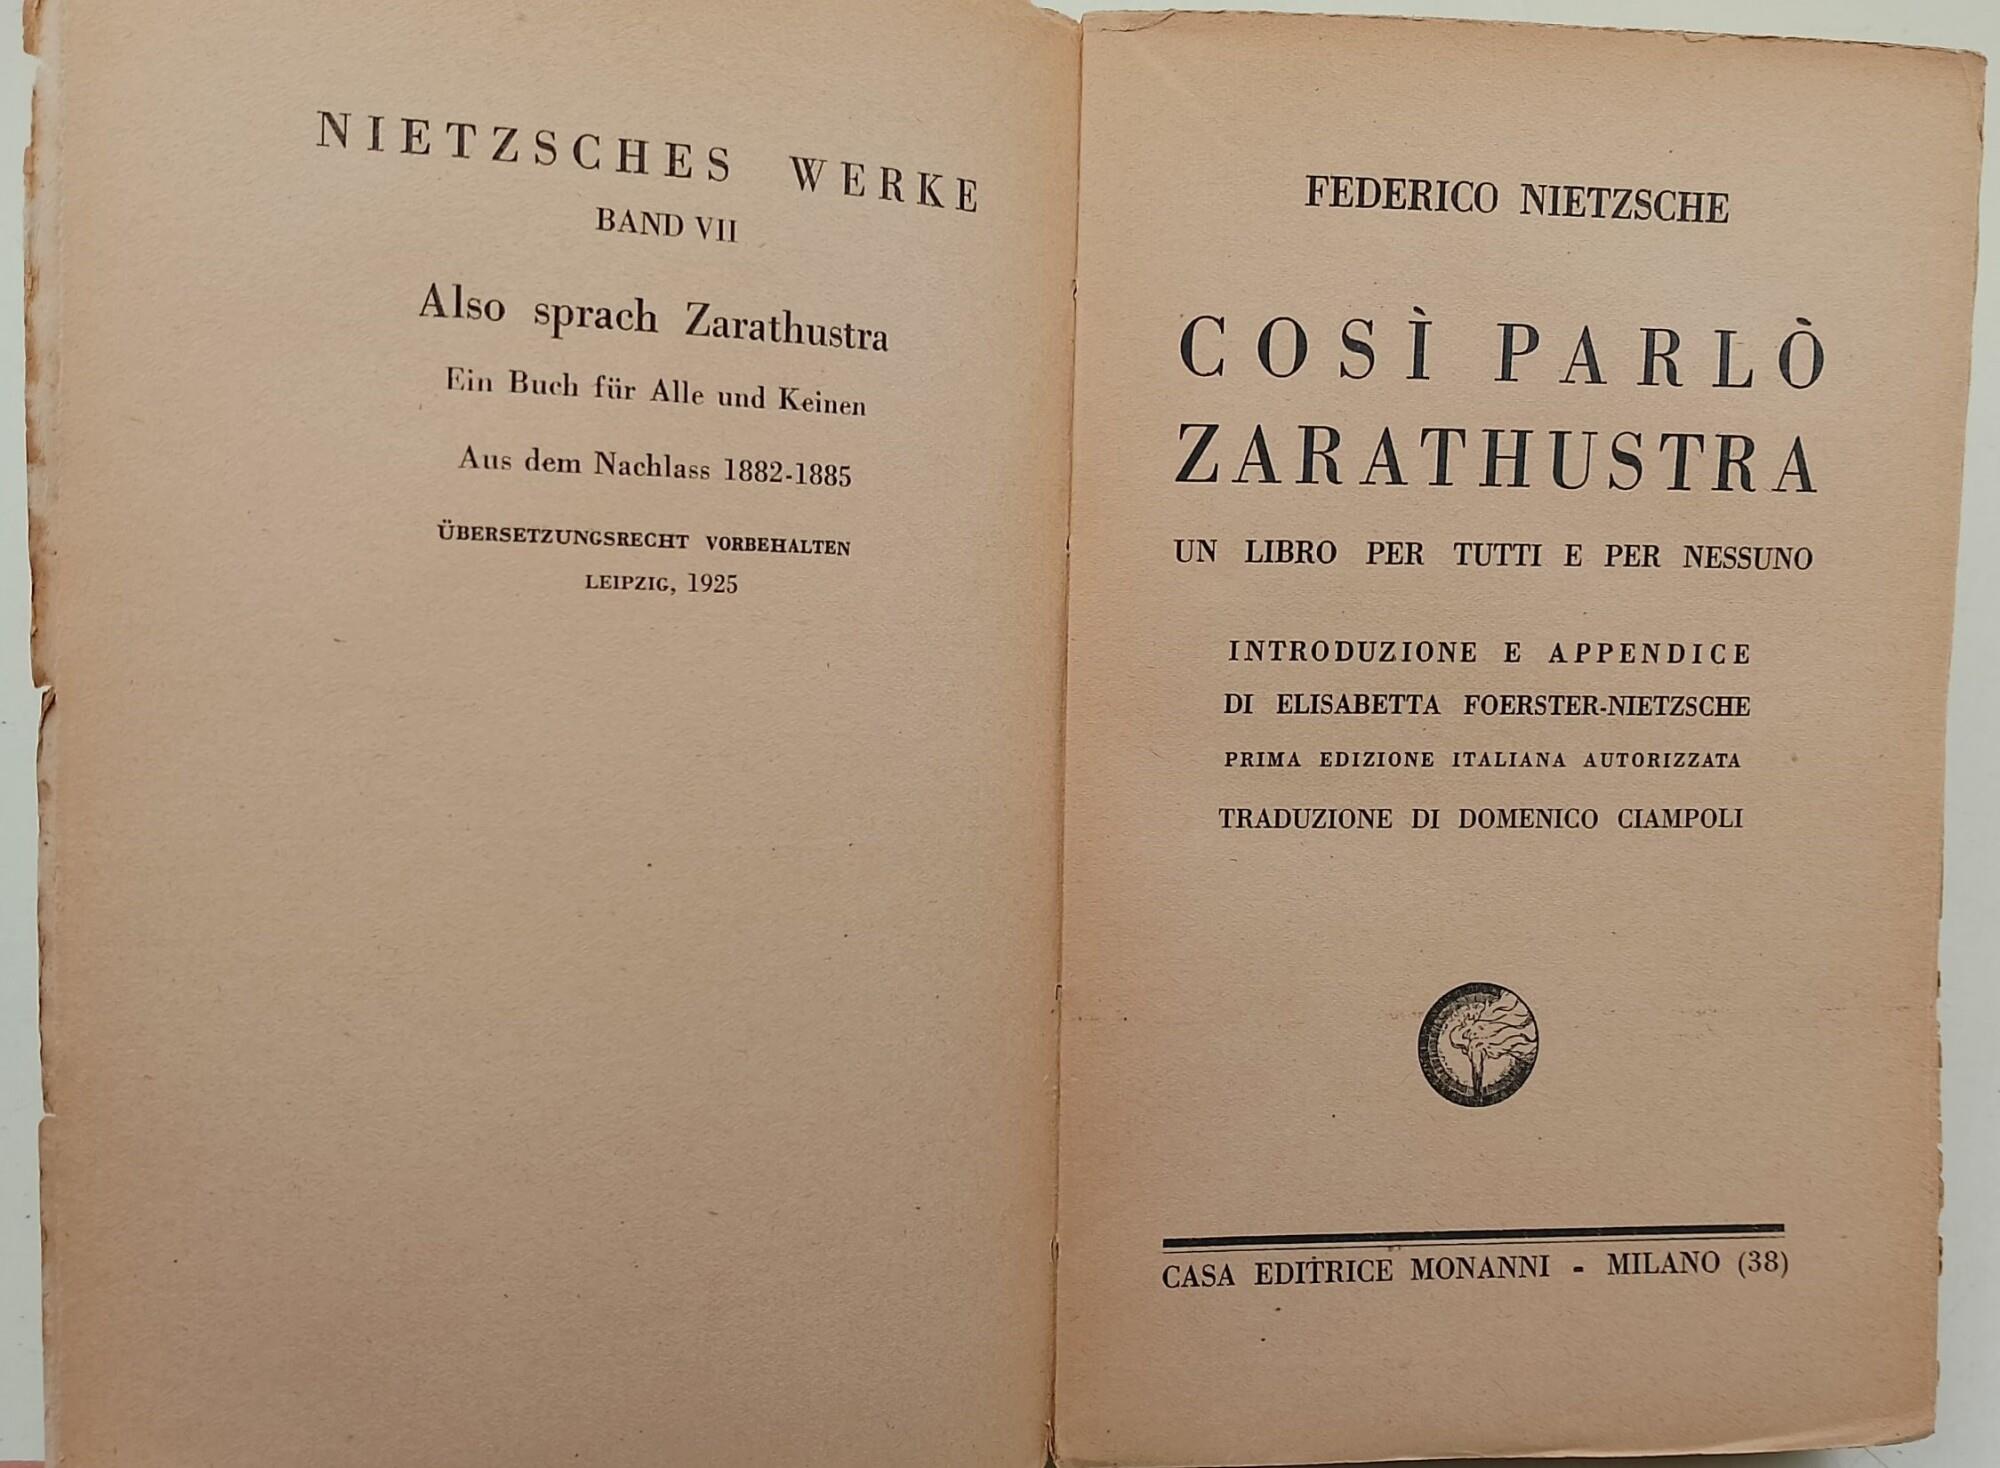 NIETZSCHES WERKE
BAND VII
Also sprach Zarathustra
Ein Buch für Alle und Keinen
Aus dem Nachlass 1882-1885
ÜBERSETZUNGSRECHT VORBEHALTEN
LEIPZIG, 1925
FEDERICO NIETZSCHE
COSÌ PARLÒ
ZARATHUSTRA
UN LIBRO PER TUTTI E PER NESSUNO
INTRODUZIONE E APPENDICE
DI ELISABETTA FOERSTER-NIETZSCHE
PRIMA EDIZIONE ITALIANA AUTORIZZATA
TRADUZIONE DI DOMENICO CIAMPOLI
CASA EDITRICE MONANNI - MILANO (38)